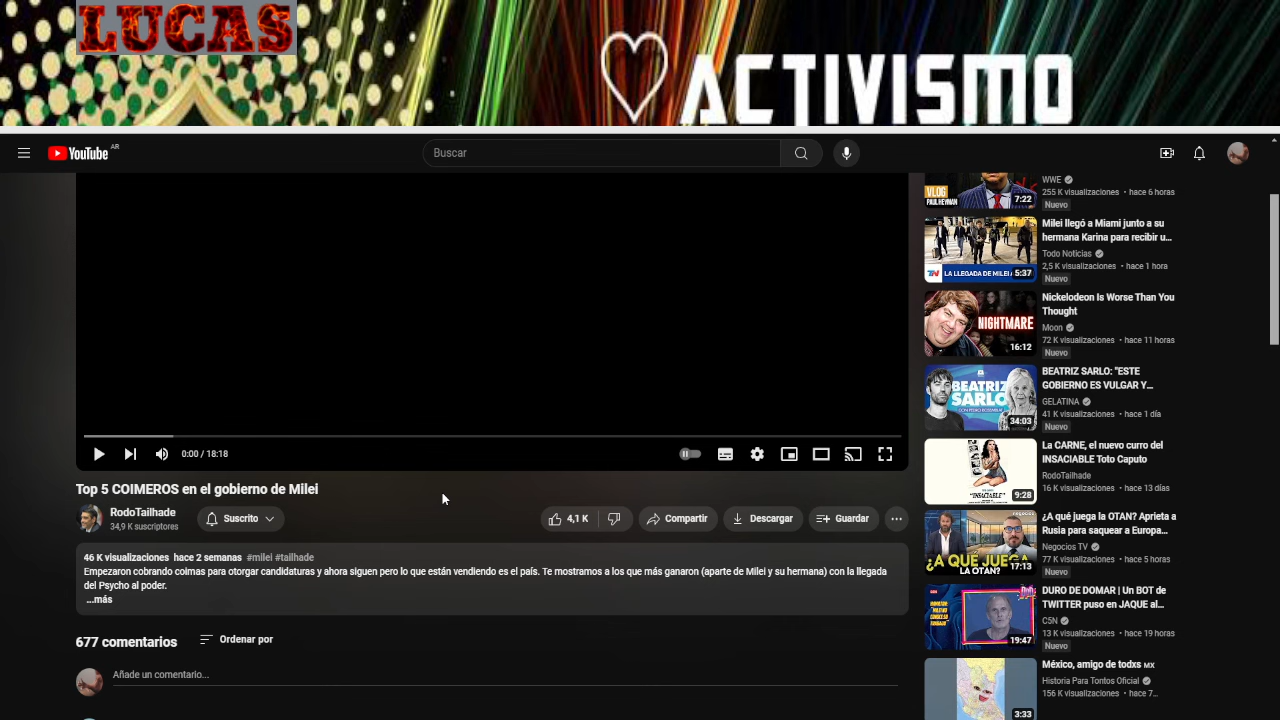 LUCAS
ACTIVISMO
YouTube AR
Buscar
0:00 / 18:18
Top 5 COIMEROS en el gobierno de Milei
RodoTailhade
34,9 K suscriptores
Suscrito
4,1 K
Compartir
Descargar
Guardar
46 K visualizaciones hace 2 semanas #milei #tailhade
Empezaron cobrando coimas para otorgar candidaturas y ahora siguen pero lo que están vendiendo es el país. Te mostramos a los que más ganaron (aparte de Milei y su hermana) con la llegada
del Psycho al poder.
...más
677 comentarios
Ordenar por
Añade un comentario...
VLOG
PAUL HEYMAN
7:22
WWE
255 K visualizaciones • hace 6 horas
Nuevo
LA LLEGADA DE MILEI
5:37
Milei llegó a Miami junto a su
hermana Karina para recibir u...
Todo Noticias
2,5 K visualizaciones • hace 1 hora
Nuevo
NIGHTMARE
16:12
Nickelodeon Is Worse Than You
Thought
Moon
72 K visualizaciones • hace 11 horas
Nuevo
BEATRIZ
SARLO
34:03
BEATRIZ SARLO: "ESTE
GOBIERNO ES VULGAR Y...
GELATINA
41 K visualizaciones • hace 1 día
Nuevo
"INSACIABLE"
9:28
La CARNE, el nuevo curro del
INSACIABLE Toto Caputo
RodoTailhade
16 K visualizaciones • hace 13 días
negocios
¿A QUÉ JUEGA
LA OTAN?
17:13
¿A qué juega la OTAN? Aprieta a
Rusia para saquear a Europa...
Negocios TV
77 K visualizaciones • hace 5 horas
Nuevo
19:47
DURO DE DOMAR | Un BOT de
TWITTER puso en JAQUE al...
C5N
13 K visualizaciones • hace 19 horas
Nuevo
3:33
México, amigo de todxs MX
Historia Para Tontos Oficial
156 K visualizaciones • hace 7...